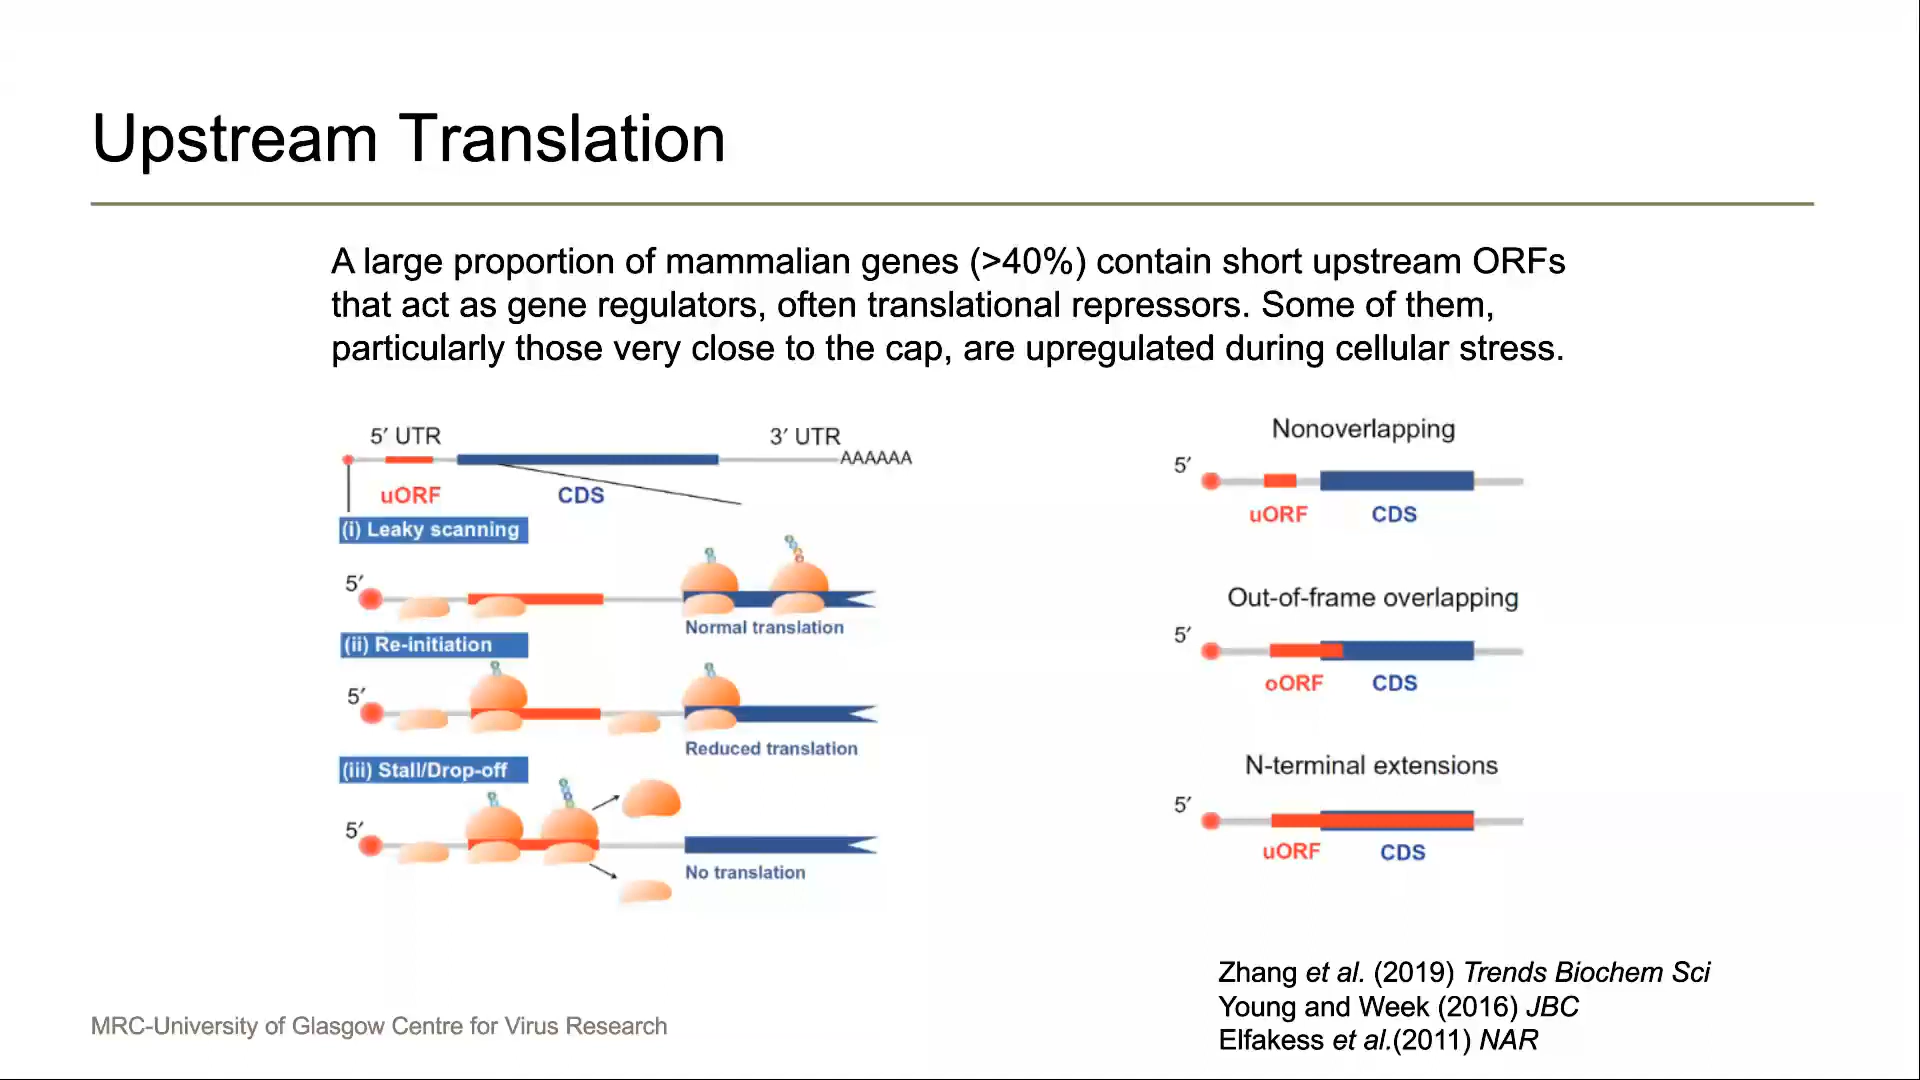 Upstream Translation
A large proportion of mammalian genes (>40%) contain short upstream ORFs
that act as gene regulators, often translational repressors. Some of them,
particularly those very close to the cap, are upregulated during cellular stress.
5′ UTR
3′ UTR
AAAAAA
uORF
CDS
(i) Leaky scanning
5′
Normal translation
(ii) Re-initiation
5′
Reduced translation
(iii) Stall/Drop-off
5′
No translation
Nonoverlapping
5′
uORF
CDS
Out-of-frame overlapping
5′
oORF
CDS
N-terminal extensions
5′
uORF
CDS
Zhang et al. (2019) Trends Biochem Sci
Young and Week (2016) JBC
Elfakess et al.(2011) NAR
MRC-University of Glasgow Centre for Virus Research